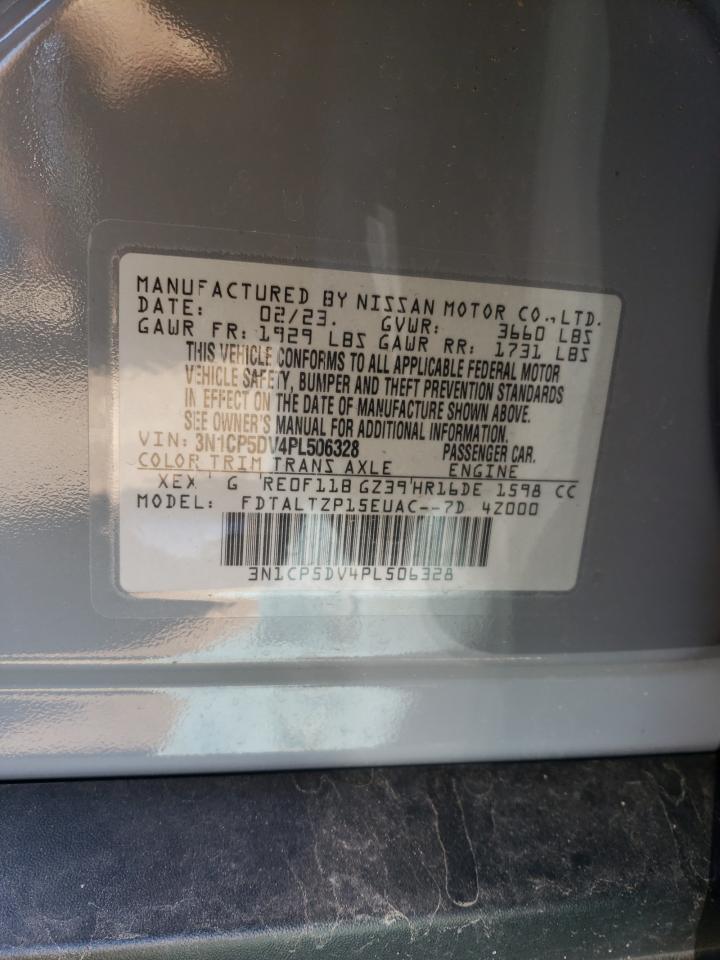 MANUFACTURED BY NISSAN MOTOR CO.,LTD.
DATE: 02/23. GVWR: 3660 LBS
GAWR FR: 1929 LBS GAWR RR: 1731 LBS
THIS VEHICLE CONFORMS TO ALL APPLICABLE FEDERAL MOTOR
VEHICLE SAFETY, BUMPER AND THEFT PREVENTION STANDARDS
IN EFFECT ON THE DATE OF MANUFACTURE SHOWN ABOVE.
SEE OWNER'S MANUAL FOR ADDITIONAL INFORMATION.
VIN: 3N1CP5DV4PL506328 PASSENGER CAR.
COLOR TRIM TRANS AXLE ENGINE
XEX G RE0F11B GZ39 HR16DE 1598 CC
MODEL: FDTALTZP15EUAC--7D 4Z000
3N1CP5DV4PL506328